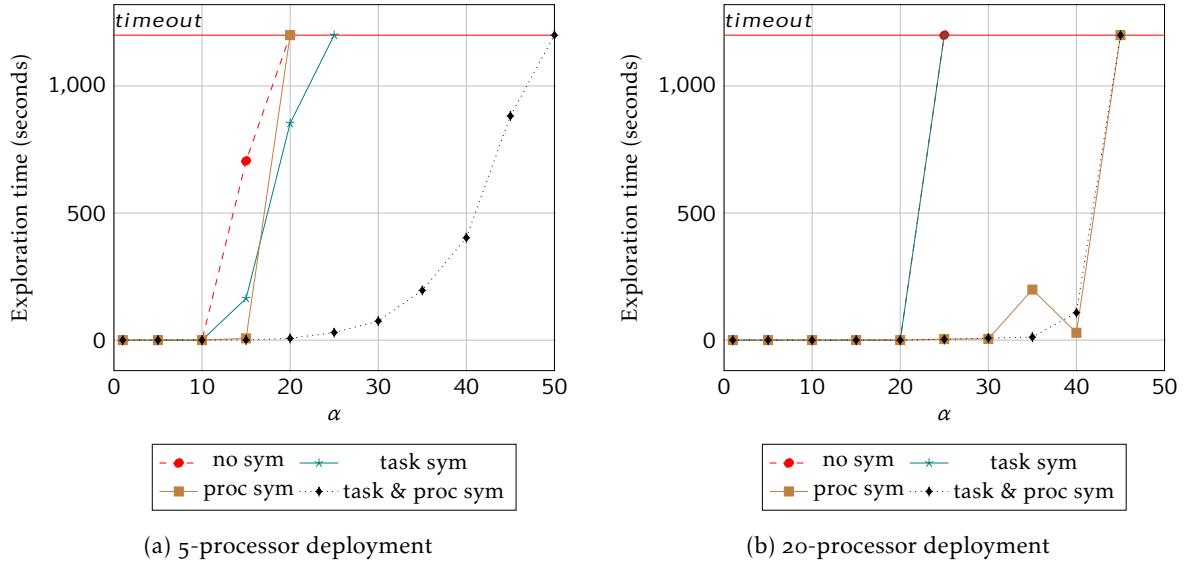 timeout
1,000
500
0
Exploration time (seconds)
0 10 20 30 40 50
α
no sym task sym
proc sym task & proc sym
(a) 5-processor deployment
timeout
1,000
500
0
Exploration time (seconds)
0 10 20 30 40 50
α
no sym task sym
proc sym task & proc sym
(b) 20-processor deployment